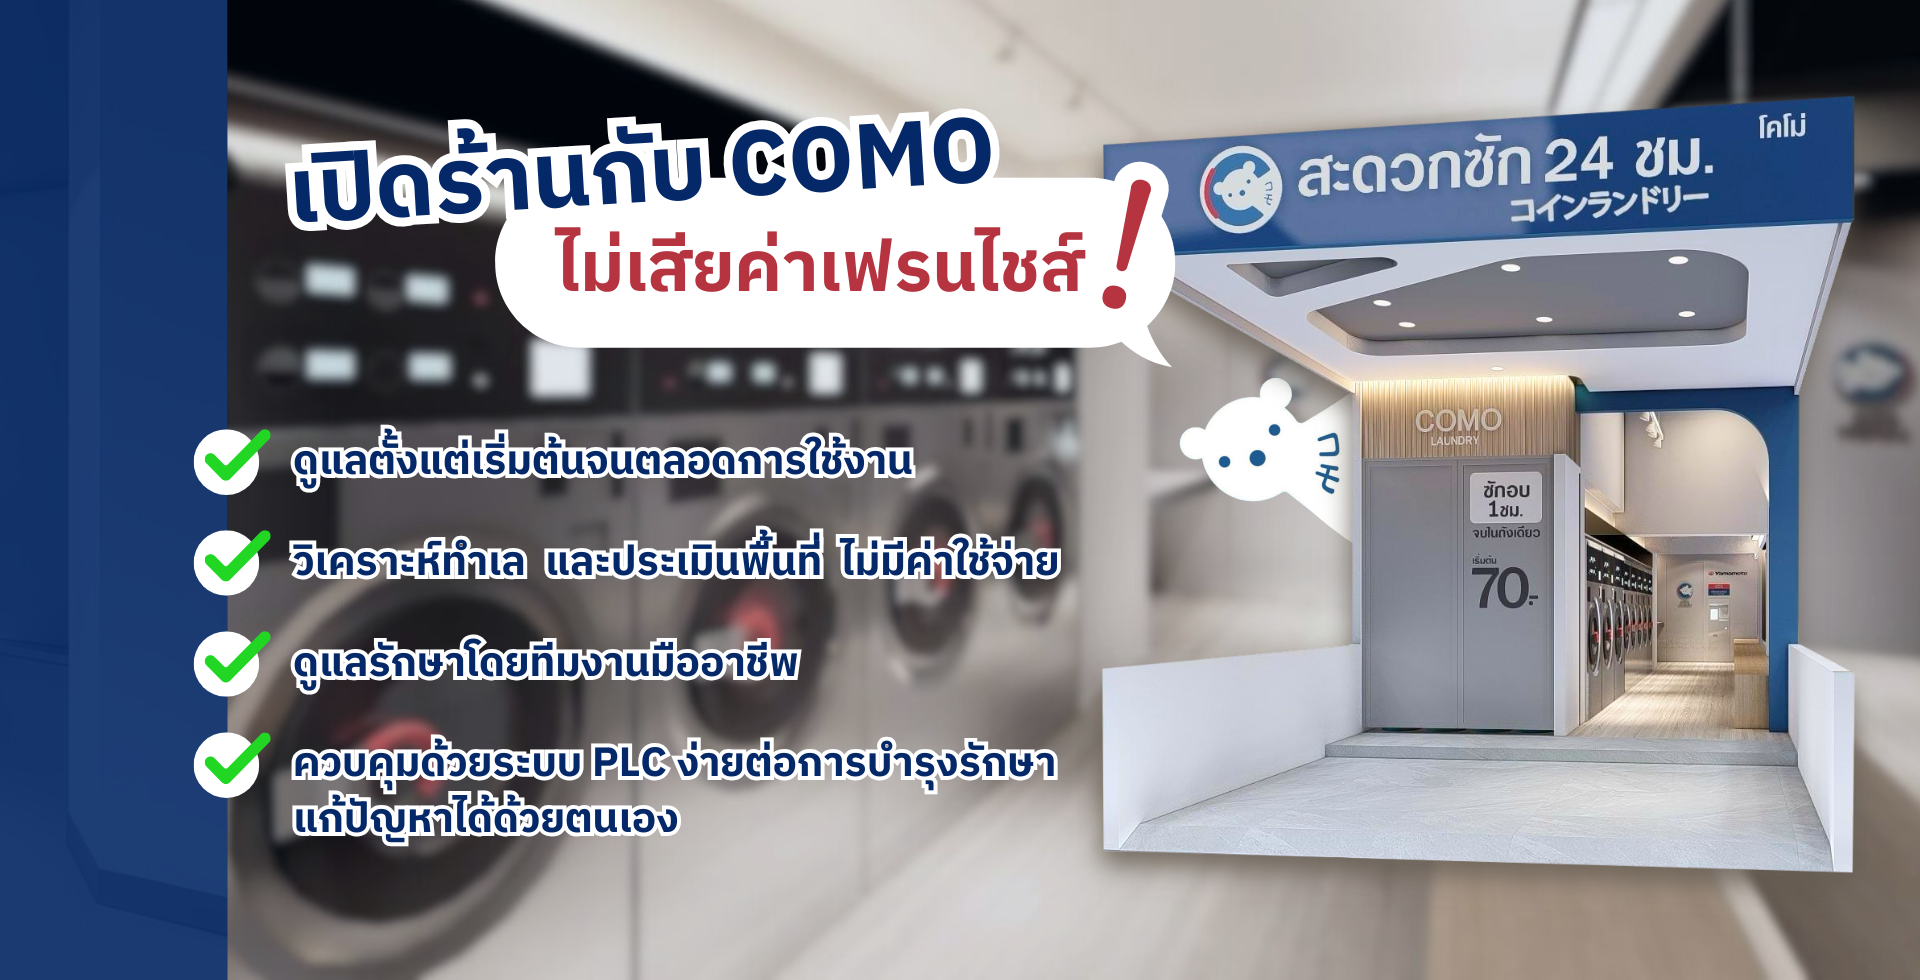 เปิดร้านกับ COMO
ไม่เสียค่าเฟรนไชส์!
ดูแลตั้งแต่เริ่มต้นจนตลอดการใช้งาน
วิเคราะห์ทำเล และประเมินพื้นที่ ไม่มีค่าใช้จ่าย
ดูแลรักษาโดยทีมงานมืออาชีพ
ควบคุมด้วยระบบ PLC ง่ายต่อการบำรุงรักษา
แก้ปัญหาได้ด้วยตนเอง
โคโม่
สะดวกซัก 24 ชม.
コインランドリー
コモ
コモ
COMO
LAUNDRY
ซักอบ
1ชม.
จบในถังเดียว
เริ่มต้น
70.-
Yamamoto